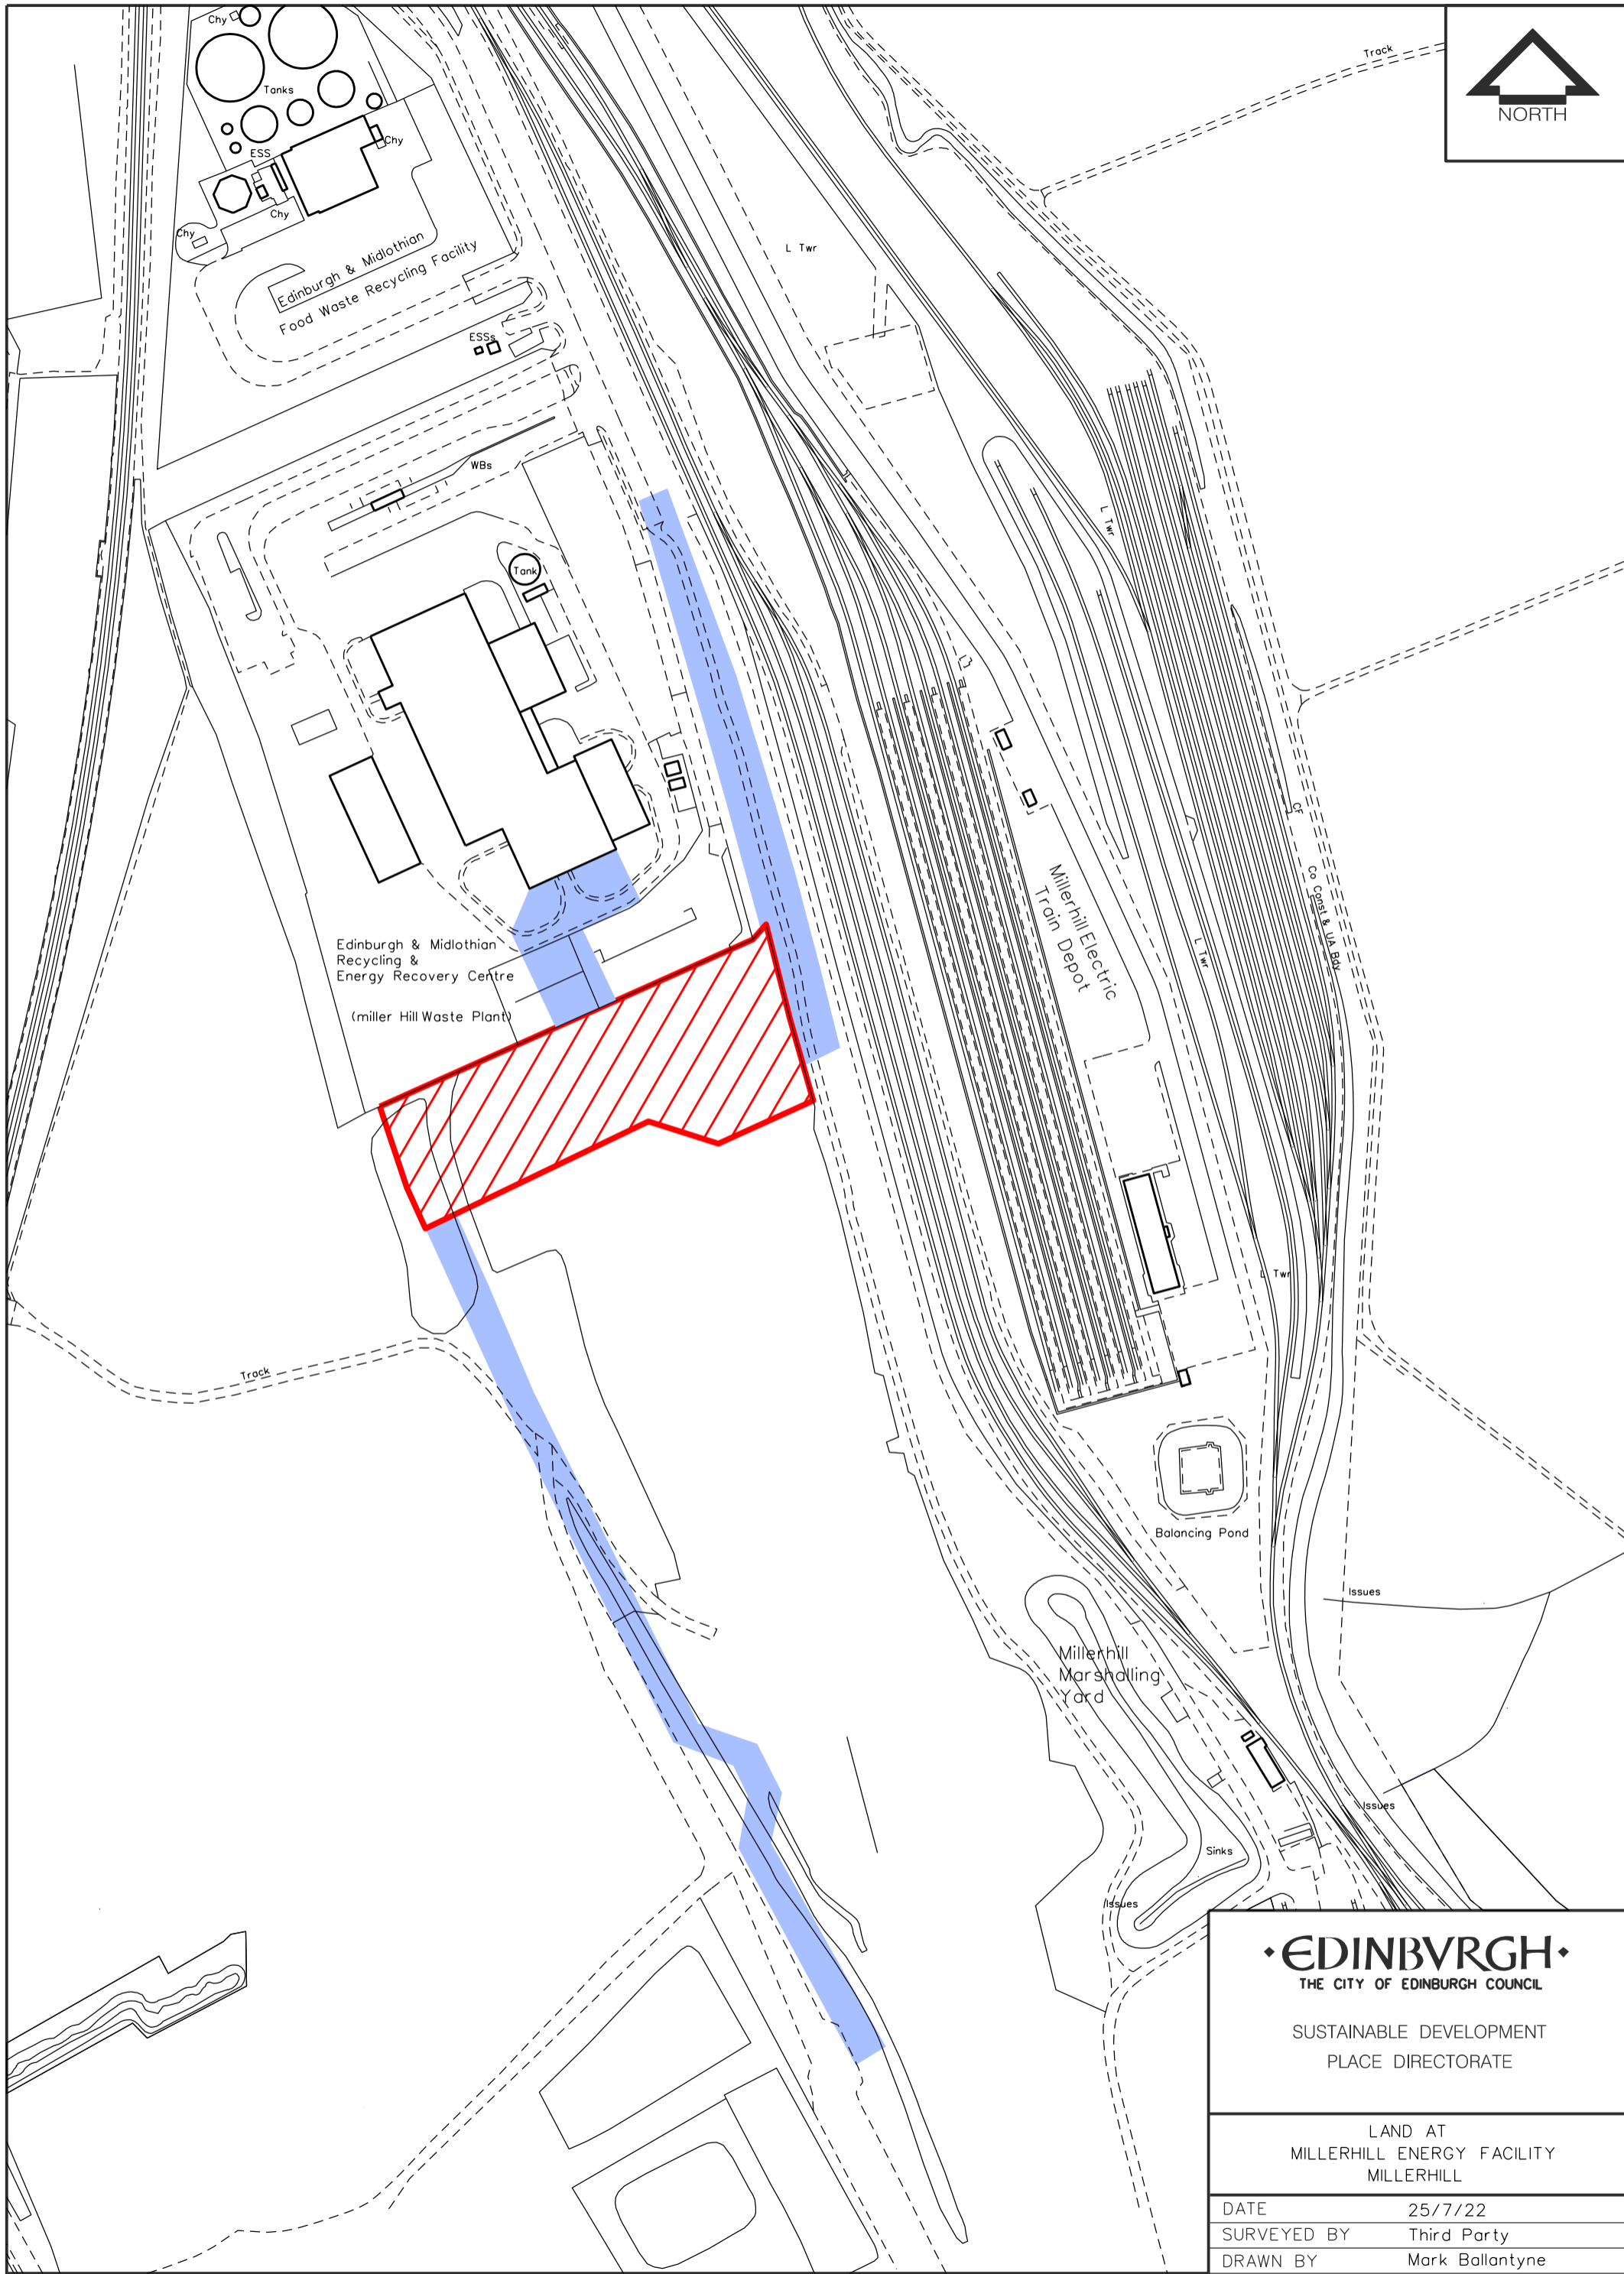 Chy
Tanks
ESS
Chy
Chy
Chy
Edinburgh & Midlothian
Food Waste Recycling Facility
ESSs
WBs
Tank
Track
NORTH
L Twr
L Twr
CF
Co Const & UA Bdy
Millerhill Electric
Train Depot
L Twr
Edinburgh & Midlothian
Recycling &
Energy Recovery Centre
(miller Hill Waste Plant)
L Twr
Track
Balancing Pond
Issues
Millerhill
Marshalling
Yard
Issues
Sinks
Issues
•EDINBVRGH•
THE CITY OF EDINBURGH COUNCIL
SUSTAINABLE DEVELOPMENT
PLACE DIRECTORATE
LAND AT
MILLERHILL ENERGY FACILITY
MILLERHILL
DATE 25/7/22
SURVEYED BY Third Party
DRAWN BY Mark Ballantyne